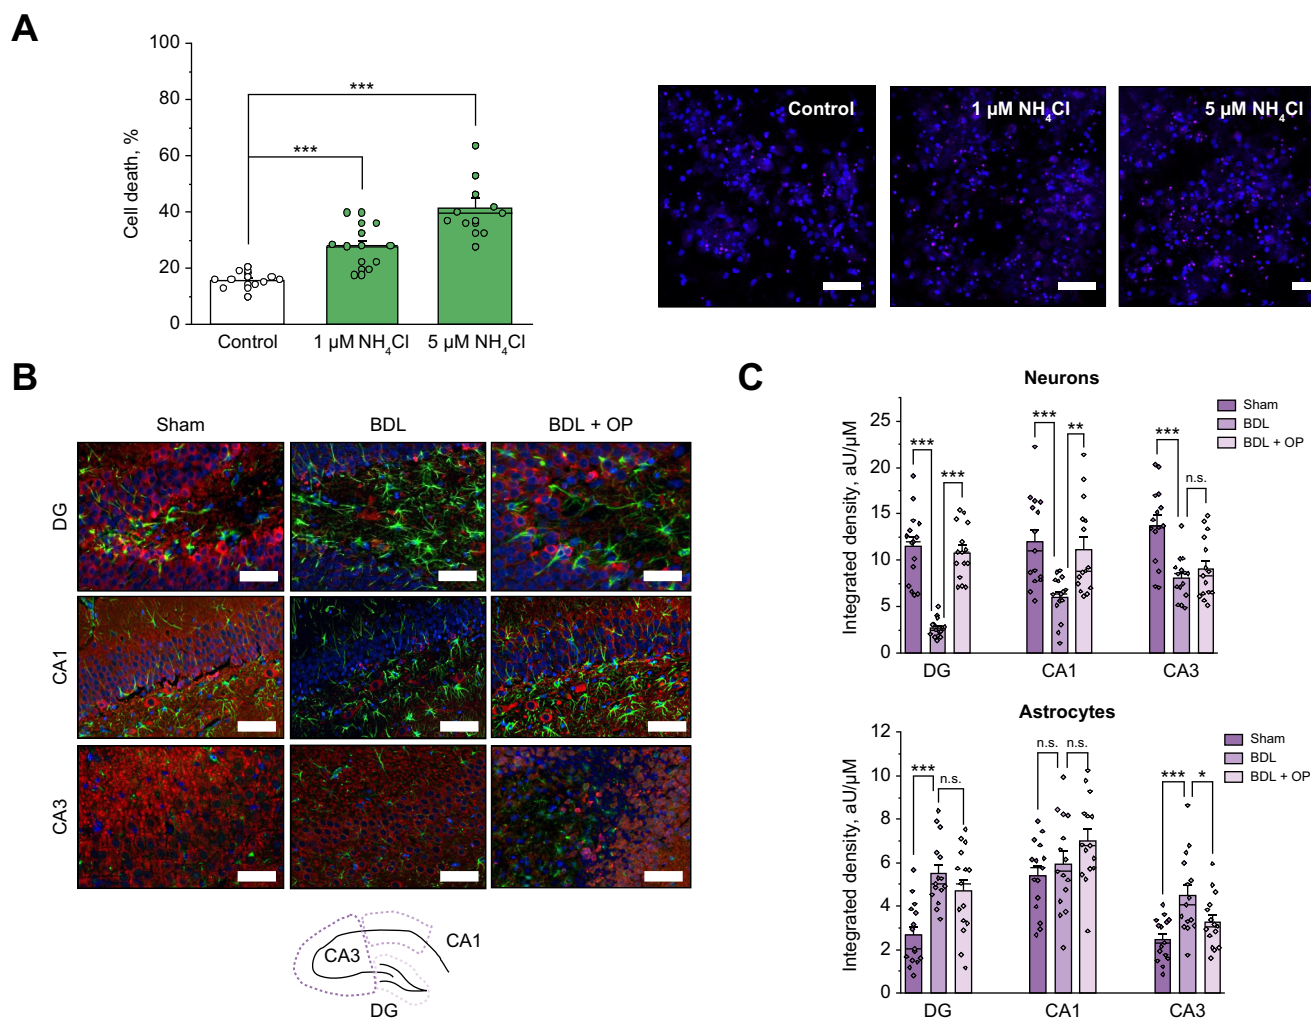 A
Cell death, %
100
80
60
40
20
0
***
***
Control
1 µM NH4Cl
5 µM NH4Cl
Control
1 µM NH4Cl
5 µM NH4Cl
B
Sham
BDL
BDL + OP
DG
CA1
CA3
CA3
CA1
DG
C
Neurons
Integrated density, aU/µM
25
20
15
10
5
0
***
***
***
**
***
n.s.
Sham
BDL
BDL + OP
DG
CA1
CA3
Astrocytes
Integrated density, aU/µM
12
10
8
6
4
2
0
***
n.s.
n.s.
n.s.
***
*
Sham
BDL
BDL + OP
DG
CA1
CA3